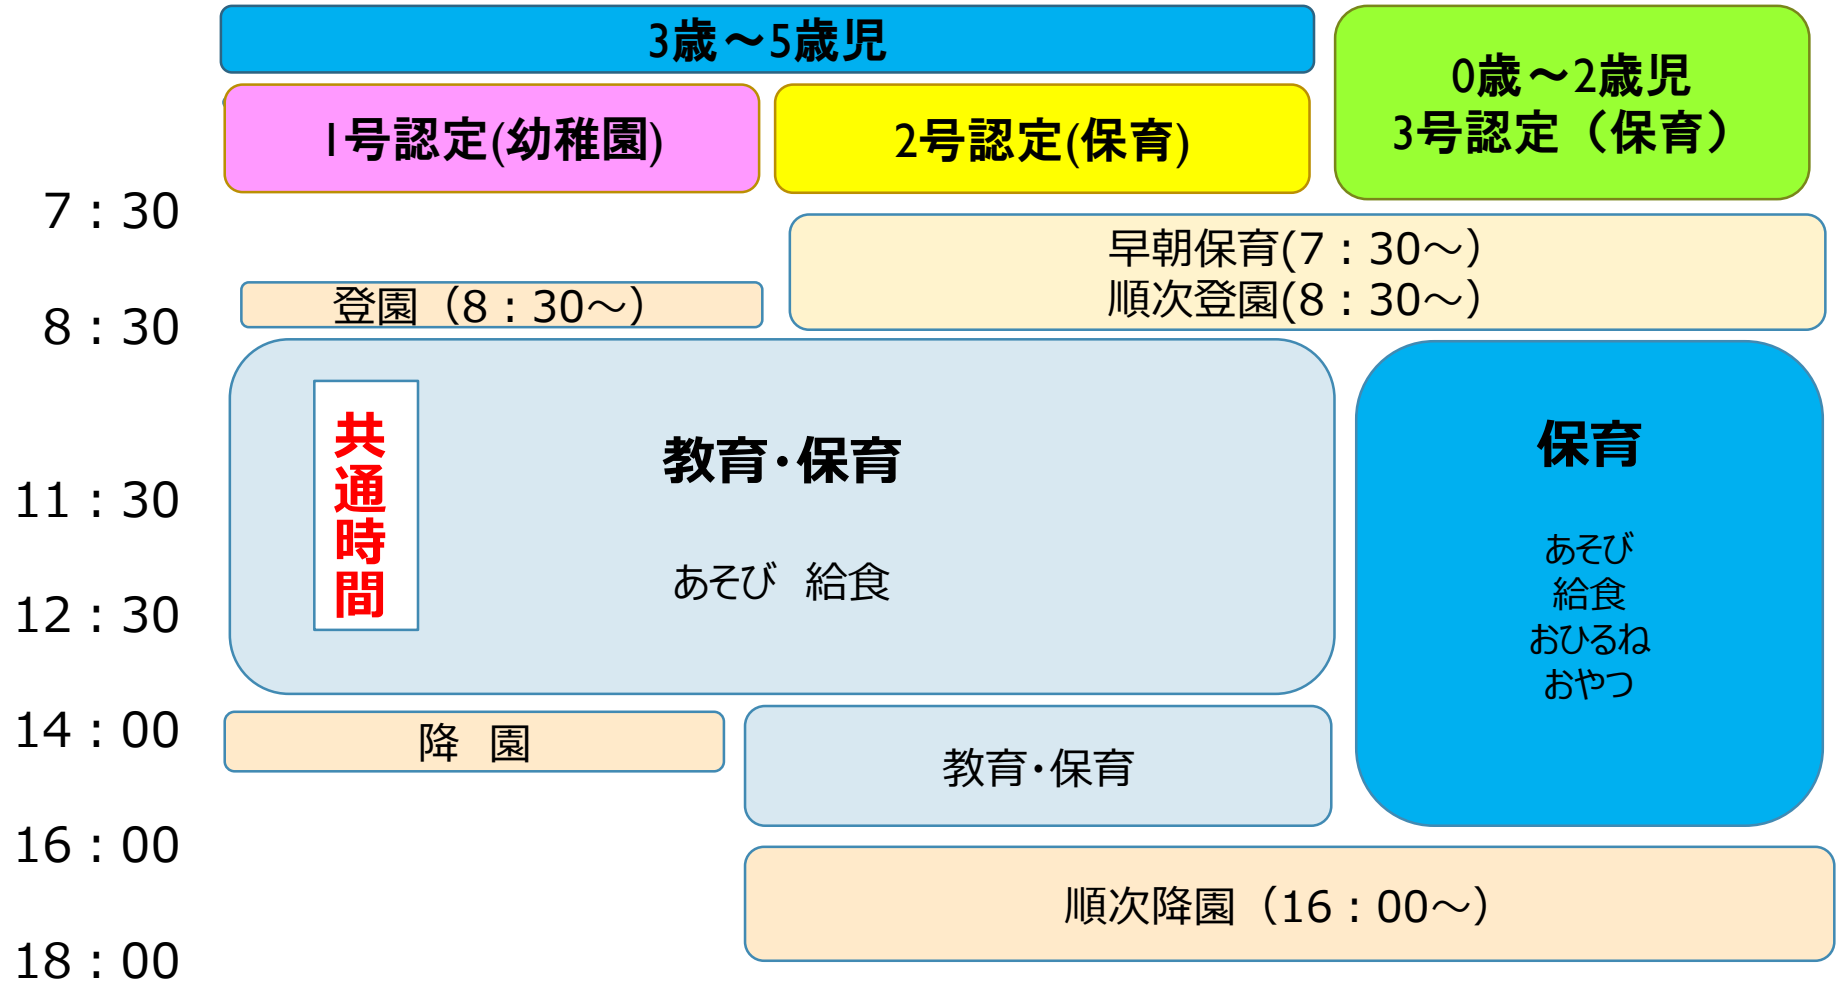 3歳～5歳児
0歳～2歳児
3号認定（保育）
1号認定(幼稚園)
2号認定(保育)
7：30
早朝保育(7：30～）
順次登園(8：30～）
登園（8：30～）
8：30
共通時間
教育･保育
保育
11：30
あそび　給食
あそび
給食
おひるね
おやつ
12：30
14：00
降　園
教育･保育
16：00
順次降園（16：00～）
18：00